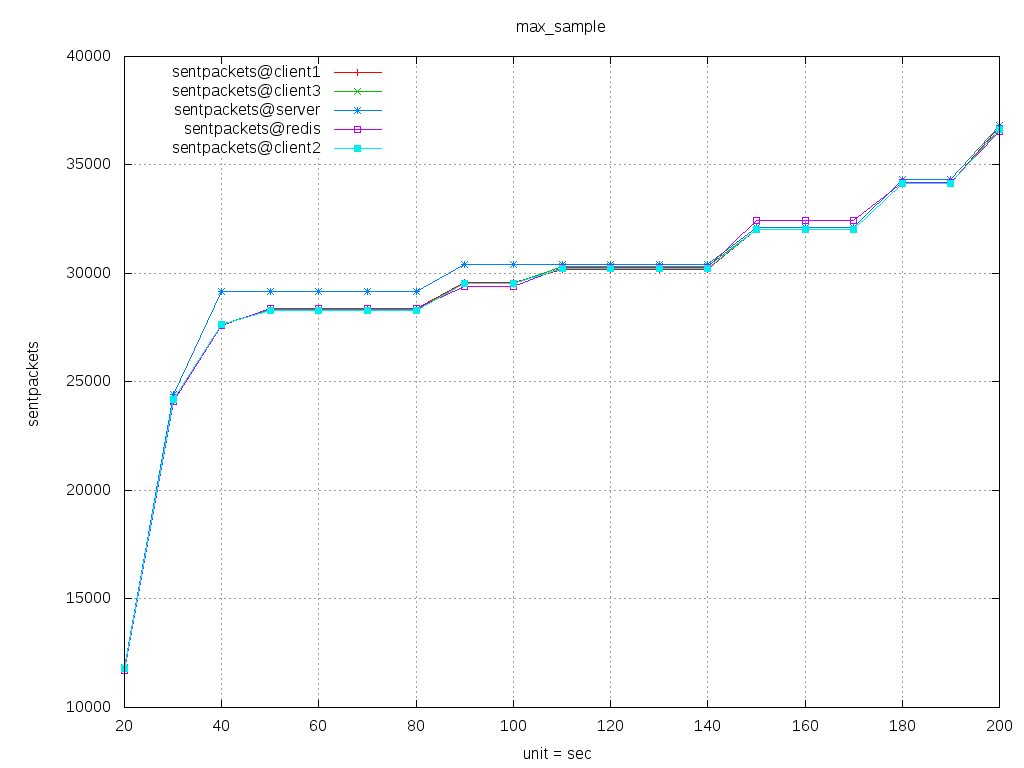 max_sample
40000
35000
30000
25000
20000
15000
10000
sentpackets
sentpackets@client1
sentpackets@client3
sentpackets@server
sentpackets@redis
sentpackets@client2
20 40 60 80 100 120 140 160 180 200
unit = sec